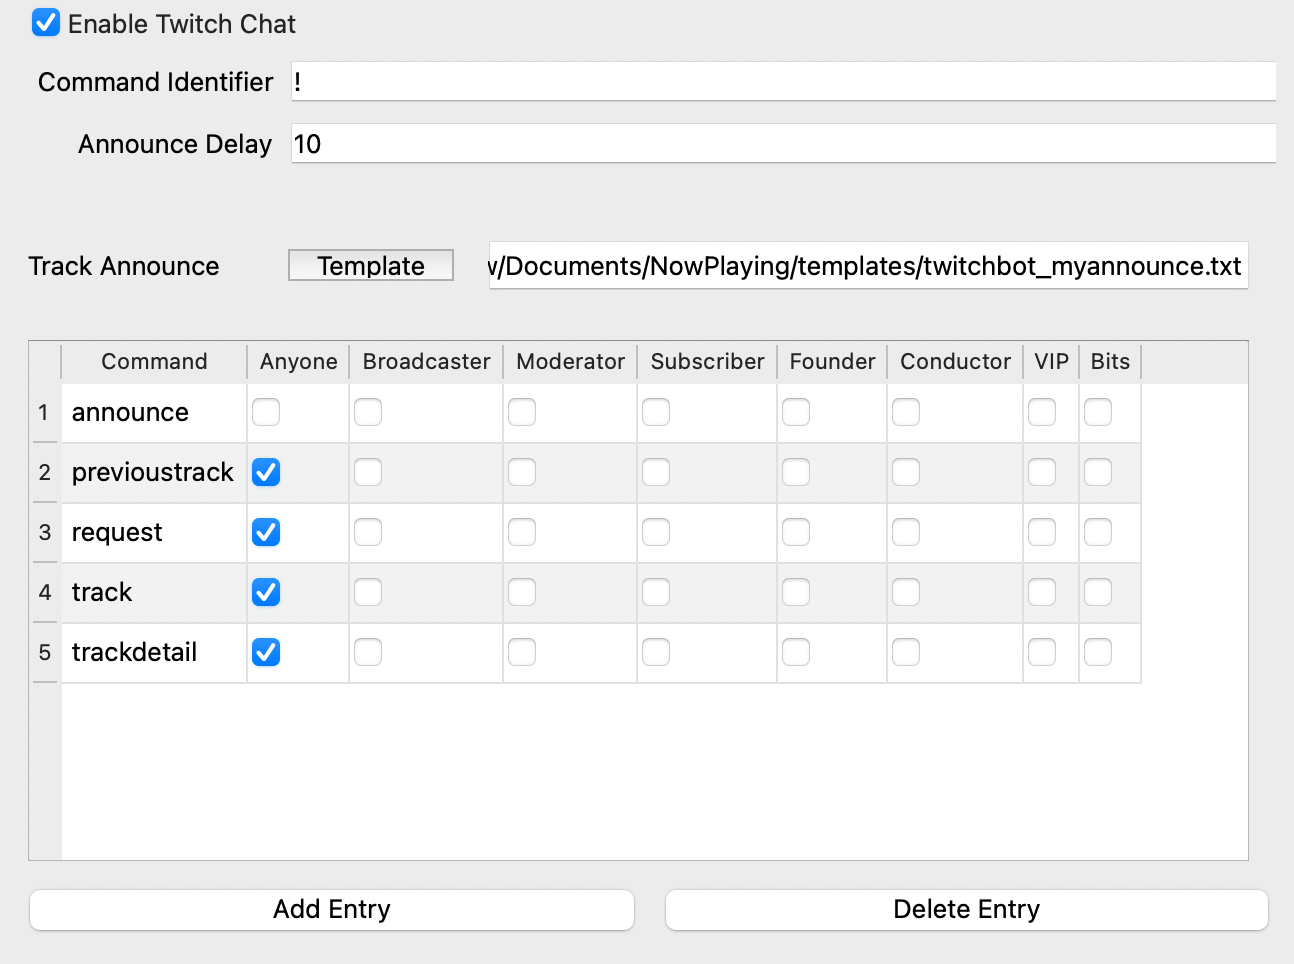 Enable Twitch Chat
Command Identifier !
Announce Delay 10
Track Announce Template /Documents/NowPlaying/templates/twitchbot_myannounce.txt
Command Anyone Broadcaster Moderator Subscriber Founder Conductor VIP Bits
1 announce
2 previoustrack
3 request
4 track
5 trackdetail
Add Entry Delete Entry